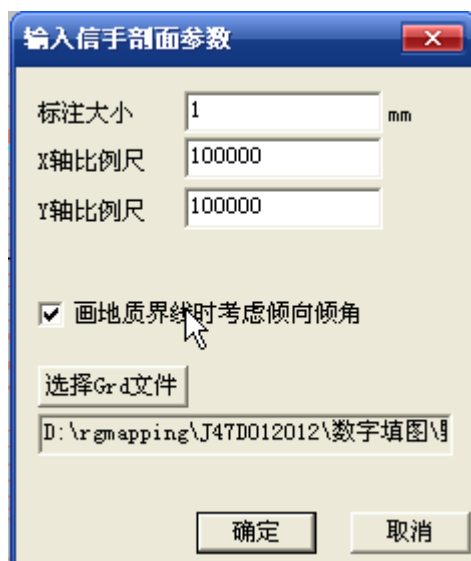 输入信手剖面参数
标注大小 1 mm
X轴比例尺 100000
Y轴比例尺 100000
画地质界线时考虑倾向倾角
选择Grd文件
D:\rgmapping\J47D012012\数字填图\
确定 取消